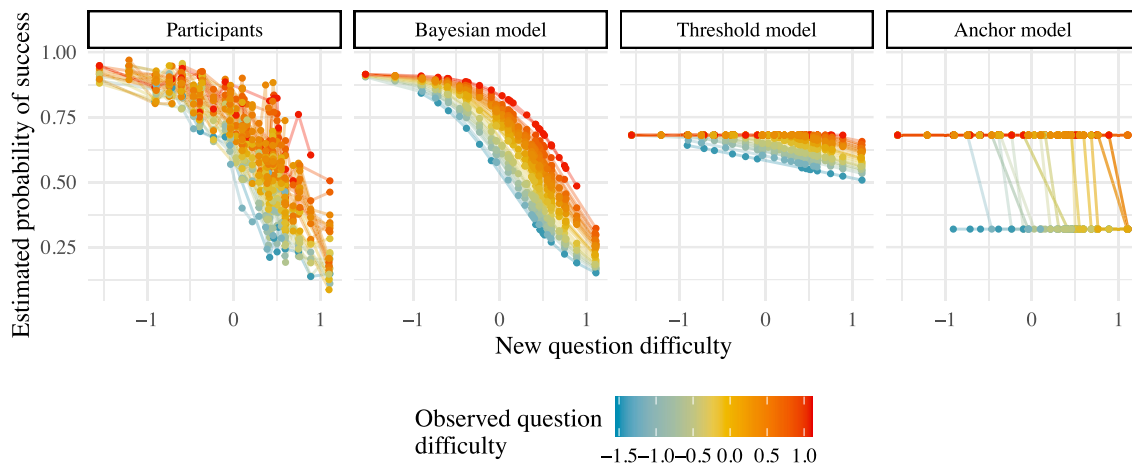 Participants
Bayesian model
Threshold model
Anchor model
Estimated probability of success
1.00
0.75
0.50
0.25
−1 0 1
−1 0 1
−1 0 1
−1 0 1
New question difficulty
Observed question
difficulty
−1.5 −1.0 −0.5 0.0 0.5 1.0